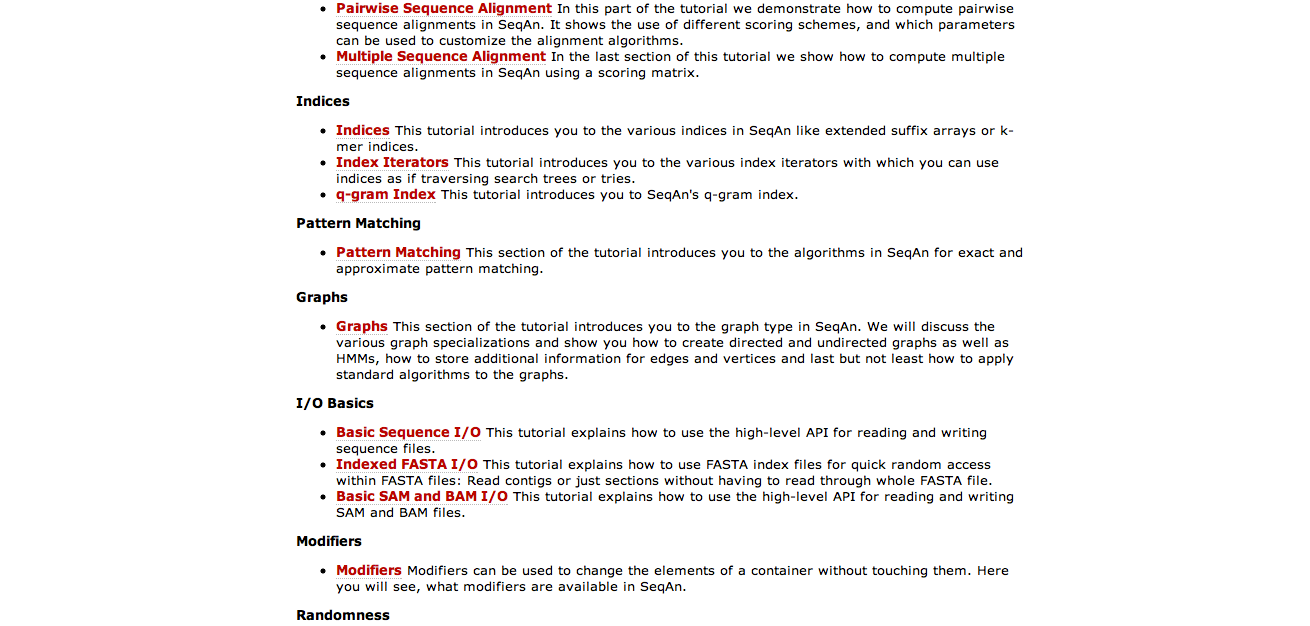 Pairwise Sequence Alignment In this part of the tutorial we demonstrate how to compute pairwise
sequence alignments in SeqAn. It shows the use of different scoring schemes, and which parameters
can be used to customize the alignment algorithms.
Multiple Sequence Alignment In the last section of this tutorial we show how to compute multiple
sequence alignments in SeqAn using a scoring matrix.
Indices
Indices This tutorial introduces you to the various indices in SeqAn like extended suffix arrays or k-
mer indices.
Index Iterators This tutorial introduces you to the various index iterators with which you can use
indices as if traversing search trees or tries.
q-gram Index This tutorial introduces you to SeqAn's q-gram index.
Pattern Matching
Pattern Matching This section of the tutorial introduces you to the algorithms in SeqAn for exact and
approximate pattern matching.
Graphs
Graphs This section of the tutorial introduces you to the graph type in SeqAn. We will discuss the
various graph specializations and show you how to create directed and undirected graphs as well as
HMMs, how to store additional information for edges and vertices and last but not least how to apply
standard algorithms to the graphs.
I/O Basics
Basic Sequence I/O This tutorial explains how to use the high-level API for reading and writing
sequence files.
Indexed FASTA I/O This tutorial explains how to use FASTA index files for quick random access
within FASTA files: Read contigs or just sections without having to read through whole FASTA file.
Basic SAM and BAM I/O This tutorial explains how to use the high-level API for reading and writing
SAM and BAM files.
Modifiers
Modifiers Modifiers can be used to change the elements of a container without touching them. Here
you will see, what modifiers are available in SeqAn.
Randomness